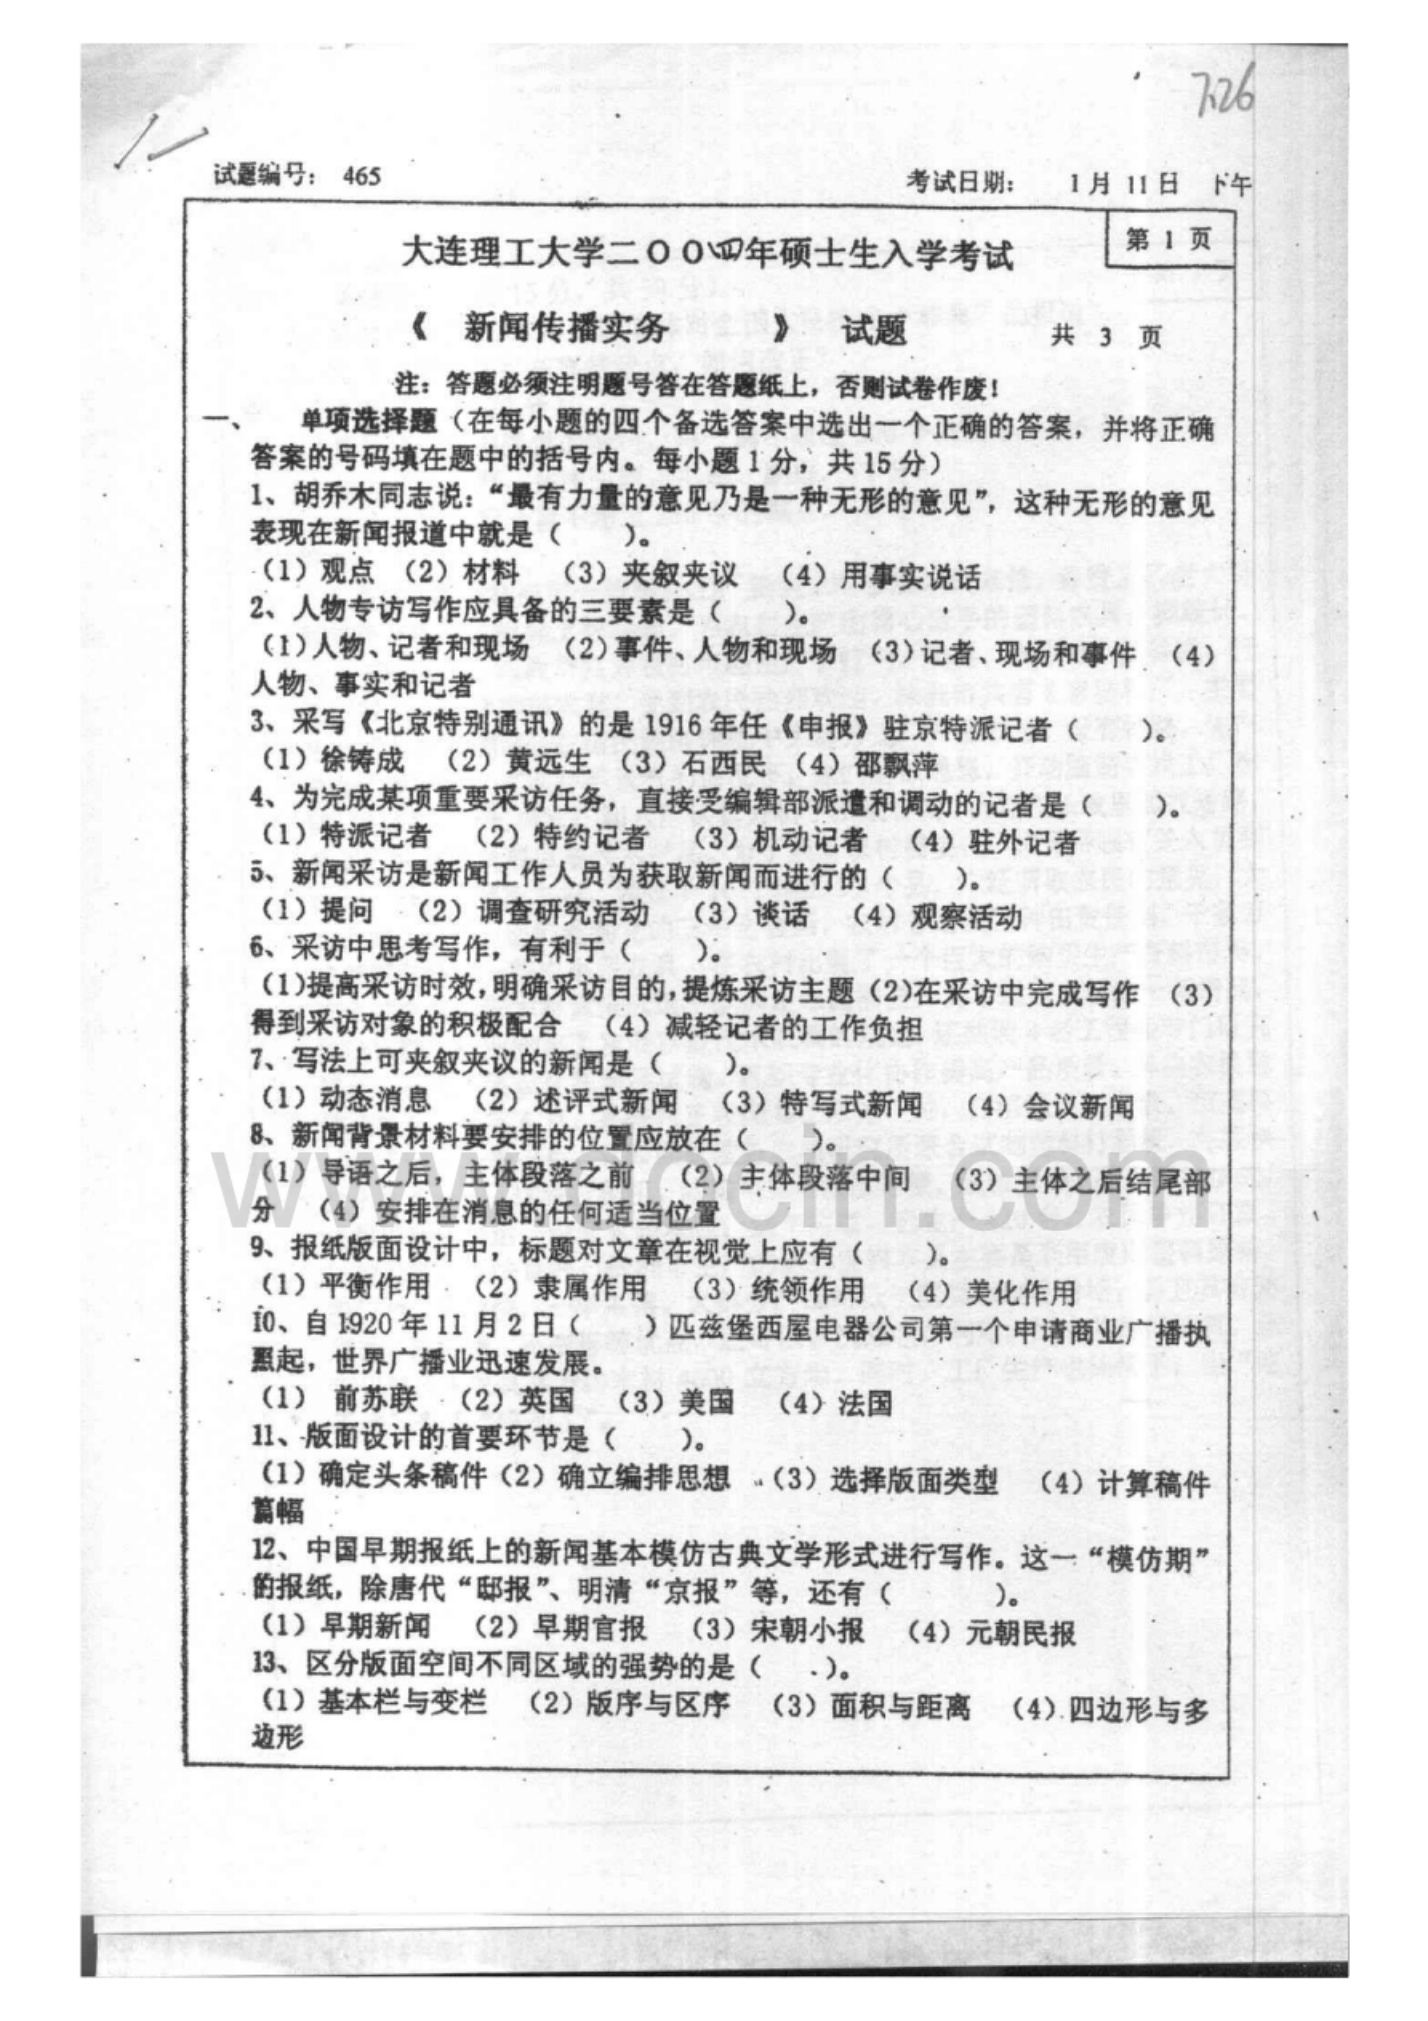 7.26
试题编号： 465
考试日期： 1月11日 下午
第 1 页
大连理工大学二００四年硕士生入学考试
《 新闻传播实务 》 试题 共 3 页
注：答题必须注明题号答在答题纸上，否则试卷作废！
一、 单项选择题（在每小题的四个备选答案中选出一个正确的答案，并将正确
答案的号码填在题中的括号内。每小题1分，共15分）
1、胡乔木同志说：“最有力量的意见乃是一种无形的意见”，这种无形的意见
表现在新闻报道中就是（ ）。
（1）观点 （2）材料 （3）夹叙夹议 （4）用事实说话
2、人物专访写作应具备的三要素是（ ）。
（1）人物、记者和现场 （2）事件、人物和现场 （3）记者、现场和事件 （4）
人物、事实和记者
3、采写《北京特别通讯》的是1916年任《申报》驻京特派记者（ ）。
（1）徐铸成 （2）黄远生 （3）石西民 （4）邵飘萍
4、为完成某项重要采访任务，直接受编辑部派遣和调动的记者是（ ）。
（1）特派记者 （2）特约记者 （3）机动记者 （4）驻外记者
5、新闻采访是新闻工作人员为获取新闻而进行的（ ）。
（1）提问 （2）调查研究活动 （3）谈话 （4）观察活动
6、采访中思考写作，有利于（ ）。
（1）提高采访时效，明确采访目的，提炼采访主题（2）在采访中完成写作 （3）
得到采访对象的积极配合 （4）减轻记者的工作负担
7、写法上可夹叙夹议的新闻是（ ）。
（1）动态消息 （2）述评式新闻 （3）特写式新闻 （4）会议新闻
8、新闻背景材料要安排的位置应放在（ ）。
（1）导语之后，主体段落之前 （2）主体段落中间 （3）主体之后结尾部
分 （4）安排在消息的任何适当位置
www.docin.com
9、报纸版面设计中，标题对文章在视觉上应有（ ）。
（1）平衡作用 （2）隶属作用 （3）统领作用 （4）美化作用
10、自1920年11月2日（ ）匹兹堡西屋电器公司第一个申请商业广播执
照起，世界广播业迅速发展。
（1） 前苏联 （2）英国 （3）美国 （4）法国
11、版面设计的首要环节是（ ）。
（1）确定头条稿件（2）确立编排思想 （3）选择版面类型 （4）计算稿件
篇幅
12、中国早期报纸上的新闻基本模仿古典文学形式进行写作。这一“模仿期”
的报纸，除唐代“邸报”、明清“京报”等，还有（ ）。
（1）早期新闻 （2）早期官报 （3）宋朝小报 （4）元朝民报
13、区分版面空间不同区域的强势的是（ ）。
（1）基本栏与变栏 （2）版序与区序 （3）面积与距离 （4）四边形与多
边形